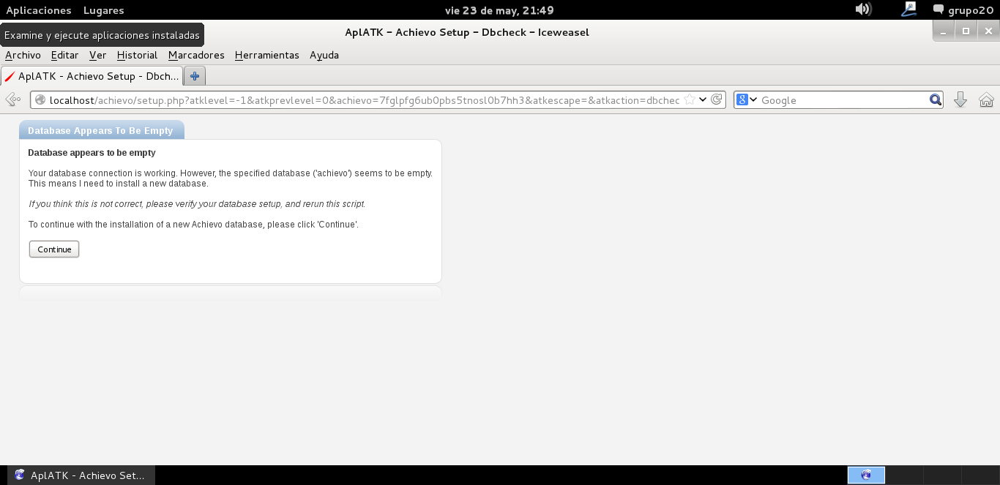 Aplicaciones Lugares vie 23 de may, 21:49 grupo20
Examine y ejecute aplicaciones instaladas
AplATK - Achievo Setup - Dbcheck - Iceweasel
Archivo Editar Ver Historial Marcadores Herramientas Ayuda
AplATK - Achievo Setup - Dbch...
localhost/achievo/setup.php?atklevel=-1&atkprevlevel=0&achievo=7fglpfg6ub0pbs5tnosl0b7hh3&atkescape=&atkaction=dbchec
8 Google
Database Appears To Be Empty
Database appears to be empty
Your database connection is working. However, the specified database ('achievo') seems to be empty.
This means I need to install a new database.
If you think this is not correct, please verify your database setup, and rerun this script.
To continue with the installation of a new Achievo database, please click 'Continue'.
Continue
AplATK - Achievo Set...